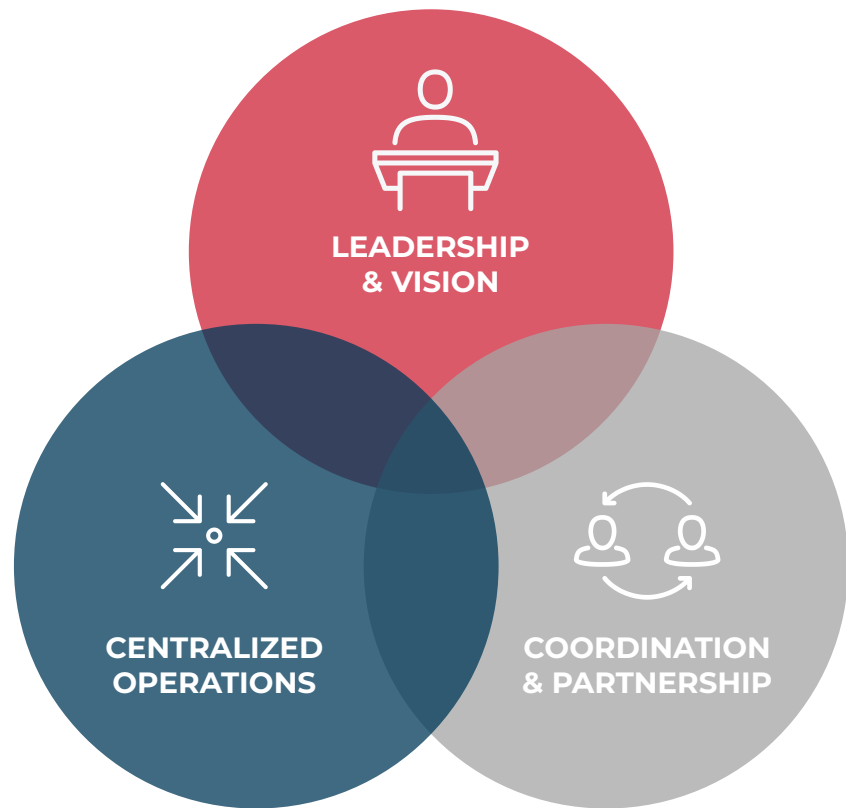 LEADERSHIP
& VISION
CENTRALIZED
OPERATIONS
COORDINATION
& PARTNERSHIP